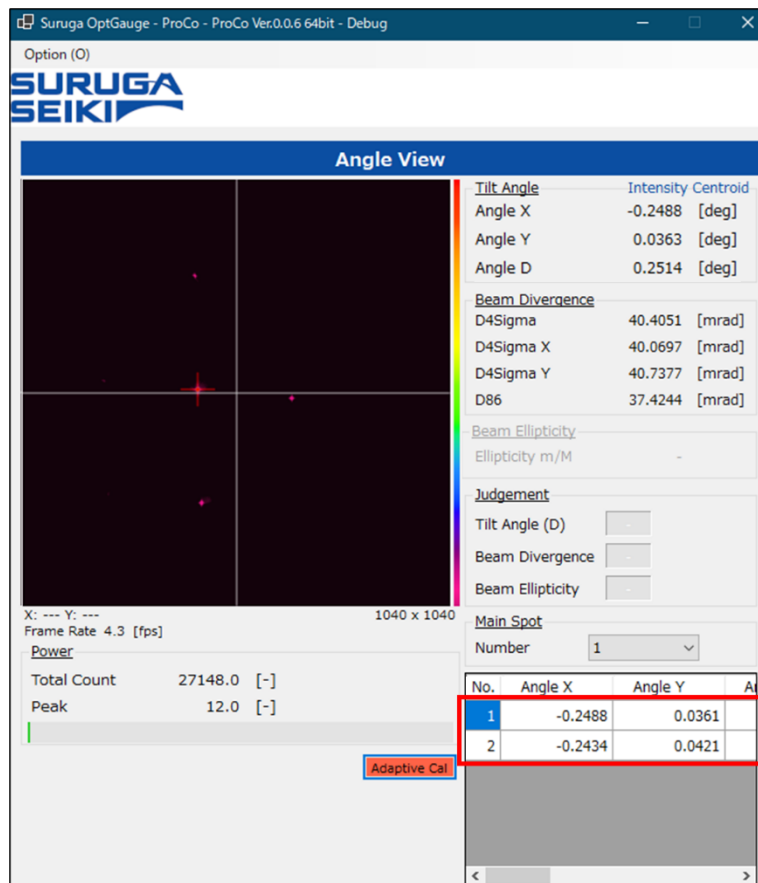 Suruga OptGauge - ProCo - ProCo Ver.0.0.6 64bit - Debug
Option (O)
SURUGA
SEIKI
Angle View
Tilt Angle Intensity Centroid
Angle X -0.2488 [deg]
Angle Y 0.0363 [deg]
Angle D 0.2514 [deg]
Beam Divergence
D4Sigma 40.4051 [mrad]
D4Sigma X 40.0697 [mrad]
D4Sigma Y 40.7377 [mrad]
D86 37.4244 [mrad]
Beam Ellipticity
Ellipticity m/M -
Judgement
Tilt Angle (D) -
Beam Divergence -
Beam Ellipticity -
X: --- Y: --- 1040 x 1040
Frame Rate 4.3 [fps]
Main Spot
Number 1
Power
Total Count 27148.0 [-]
Peak 12.0 [-]
Adaptive Cal
No. Angle X Angle Y
1 -0.2488 0.0361
2 -0.2434 0.0421